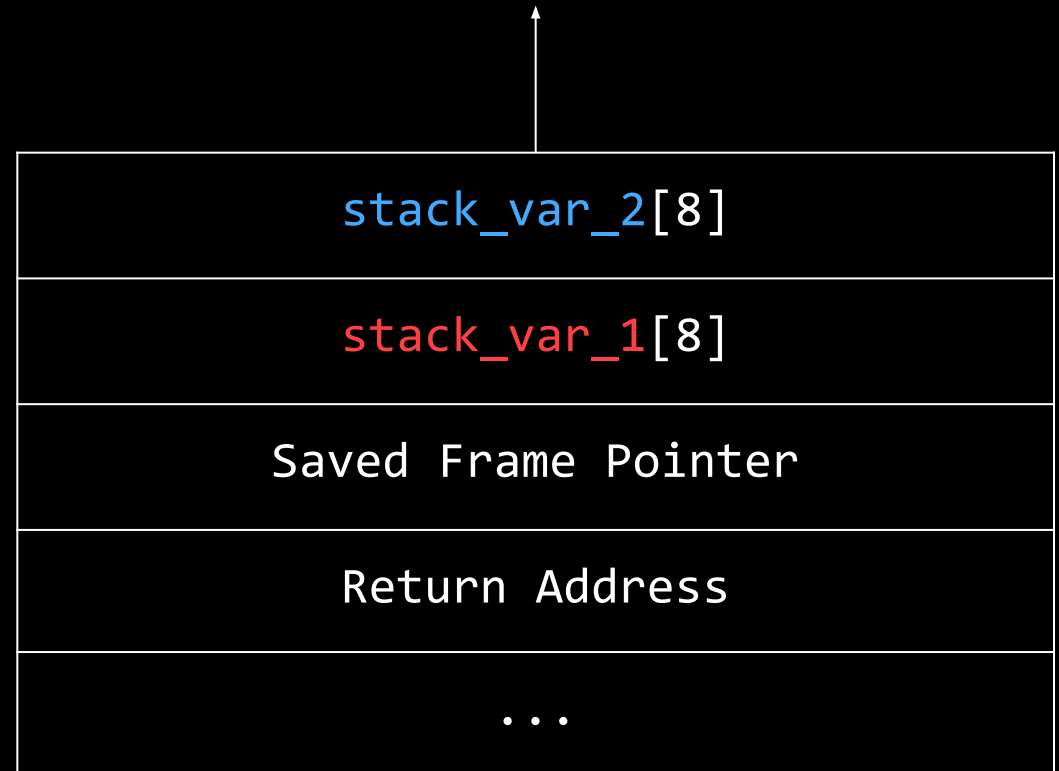 stack_var_2[8]
stack_var_1[8]
Saved Frame Pointer
Return Address
...